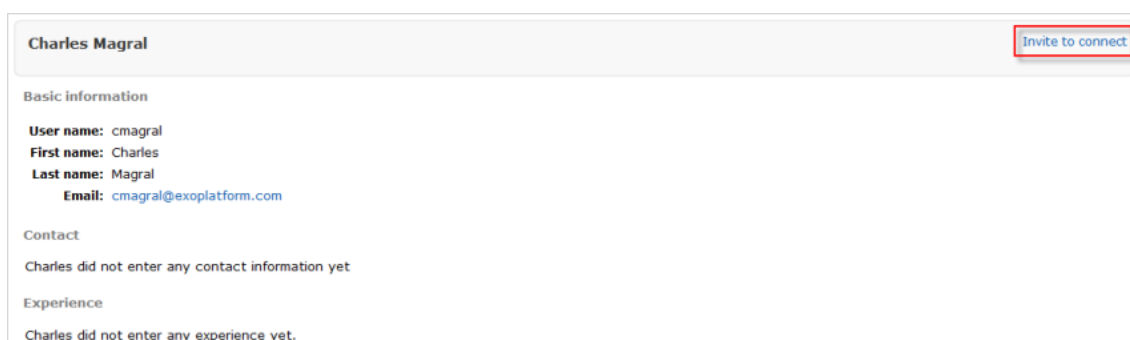 Charles Magral
Invite to connect
Basic information
User name: cmagral
First name: Charles
Last name: Magral
Email: cmagral@exoplatform.com
Contact
Charles did not enter any contact information yet
Experience
Charles did not enter any experience yet.